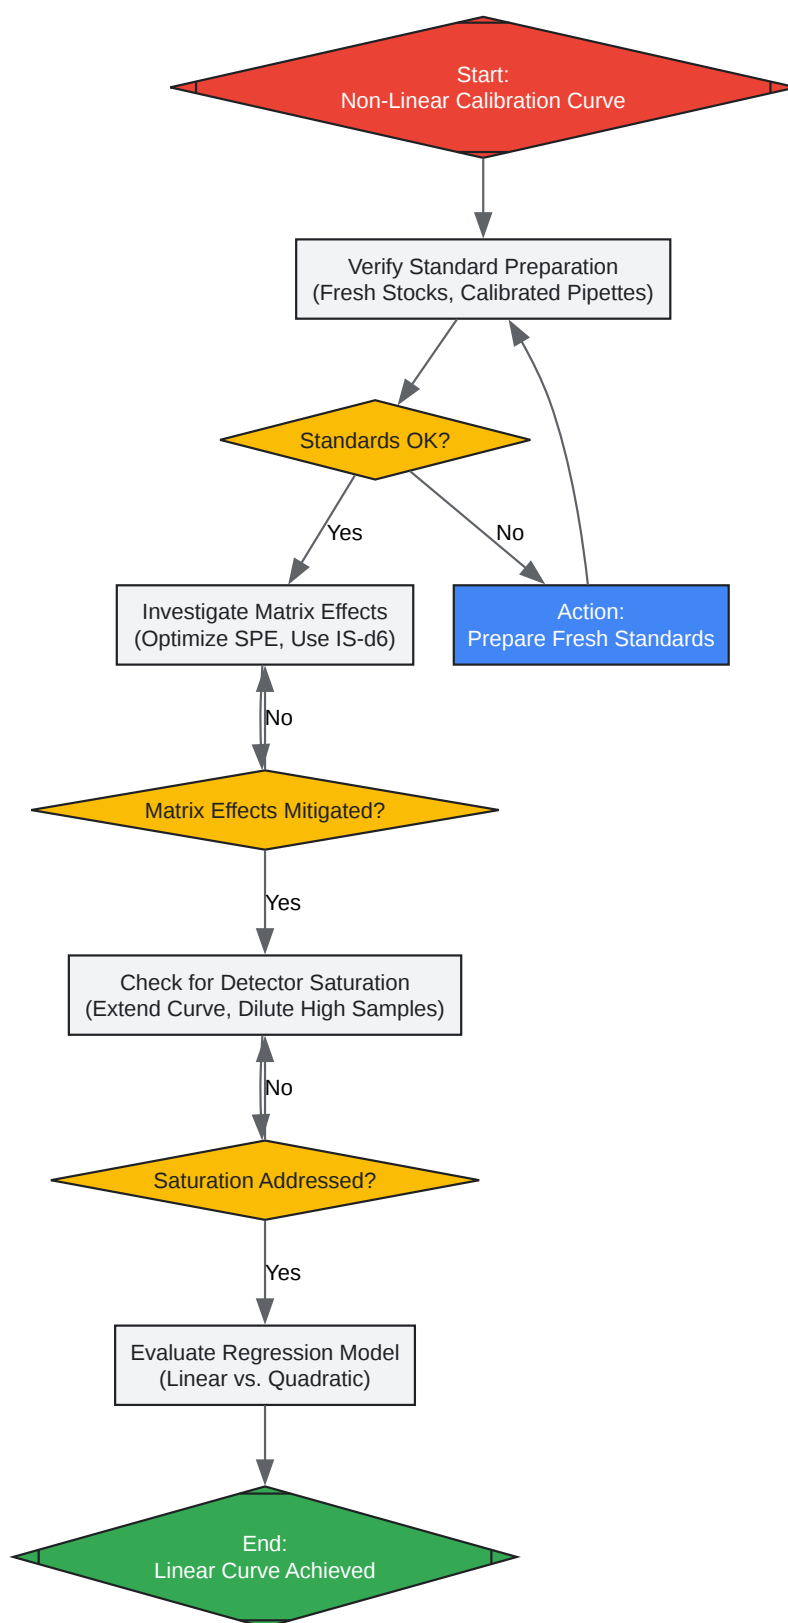 Start:
Non-Linear Calibration Curve
Verify Standard Preparation
(Fresh Stocks, Calibrated Pipettes)
Standards OK?
Yes
No
Investigate Matrix Effects
(Optimize SPE, Use IS-d6)
Action:
Prepare Fresh Standards
No
Matrix Effects Mitigated?
Yes
Check for Detector Saturation
(Extend Curve, Dilute High Samples)
No
Saturation Addressed?
Yes
Evaluate Regression Model
(Linear vs. Quadratic)
End:
Linear Curve Achieved